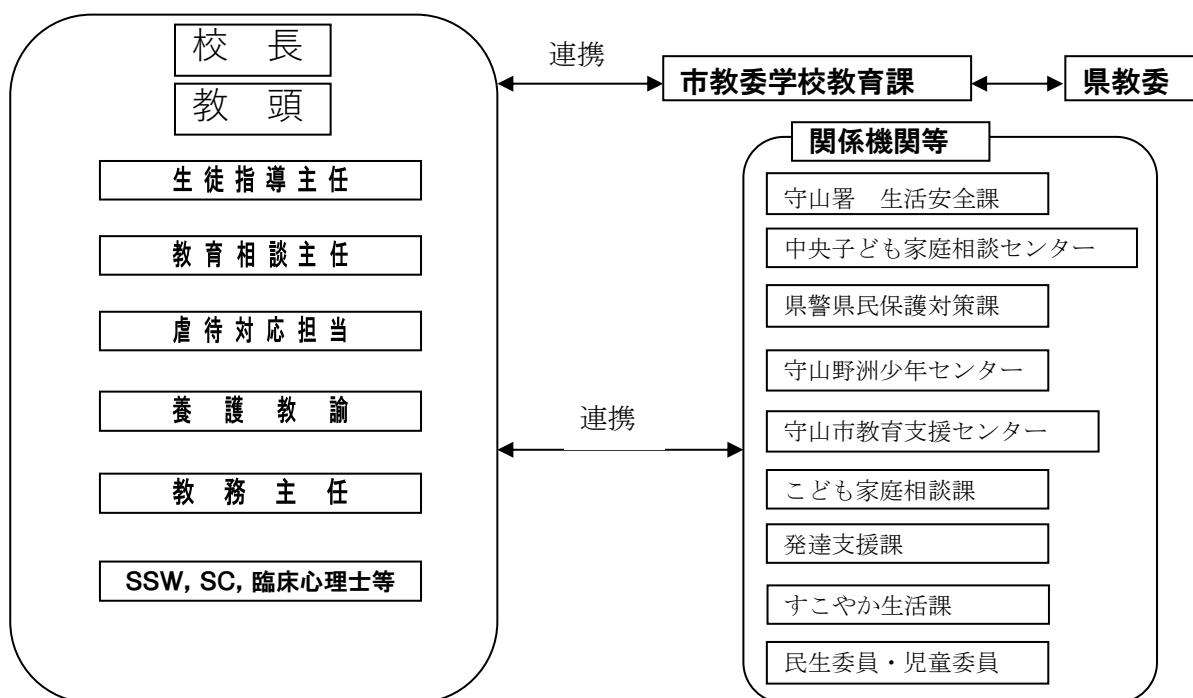 校　長
教　頭
生徒指導主任
教育相談主任
虐待対応担当
養護教諭
教務主任
SSW, SC, 臨床心理士等
連携
市教委学校教育課
県教委
連携
関係機関等
守山署　生活安全課
中央子ども家庭相談センター
県警県民保護対策課
守山野洲少年センター
守山市教育支援センター
こども家庭相談課
発達支援課
すこやか生活課
民生委員・児童委員